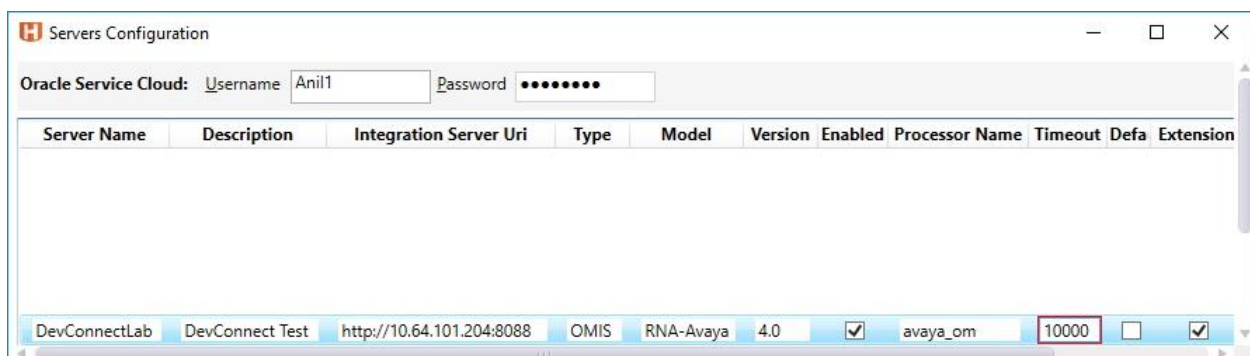 Servers Configuration
Oracle Service Cloud: Username Anil1 Password ••••••••
Server Name Description Integration Server Uri Type Model Version Enabled Processor Name Timeout Defa Extension
DevConnectLab DevConnect Test http://10.64.101.204:8088 OMIS RNA-Avaya 4.0 avaya_om 10000